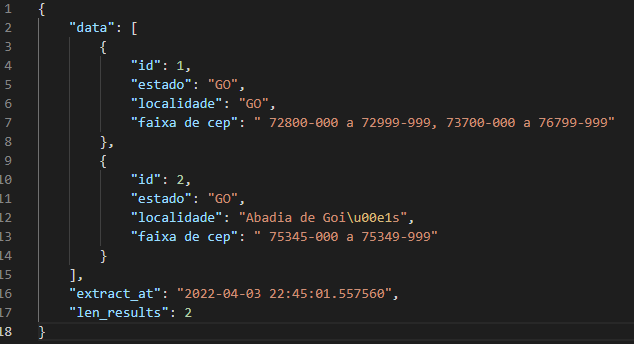 1 {
2     "data": [
3         {
4             "id": 1,
5             "estado": "GO",
6             "localidade": "GO",
7             "faixa de cep": " 72800-000 a 72999-999, 73700-000 a 76799-999"
8         },
9         {
10             "id": 2,
11             "estado": "GO",
12             "localidade": "Abadia de Goi\u00e1s",
13             "faixa de cep": " 75345-000 a 75349-999"
14         }
15     ],
16     "extract_at": "2022-04-03 22:45:01.557560",
17     "len_results": 2
18 }